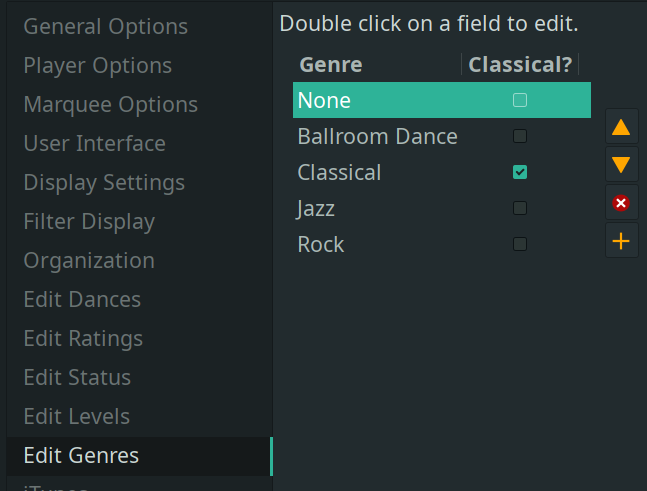 General Options
Player Options
Marquee Options
User Interface
Display Settings
Filter Display
Organization
Edit Dances
Edit Ratings
Edit Status
Edit Levels
Edit Genres
Double click on a field to edit.
Genre Classical?
None
Ballroom Dance
Classical
Jazz
Rock